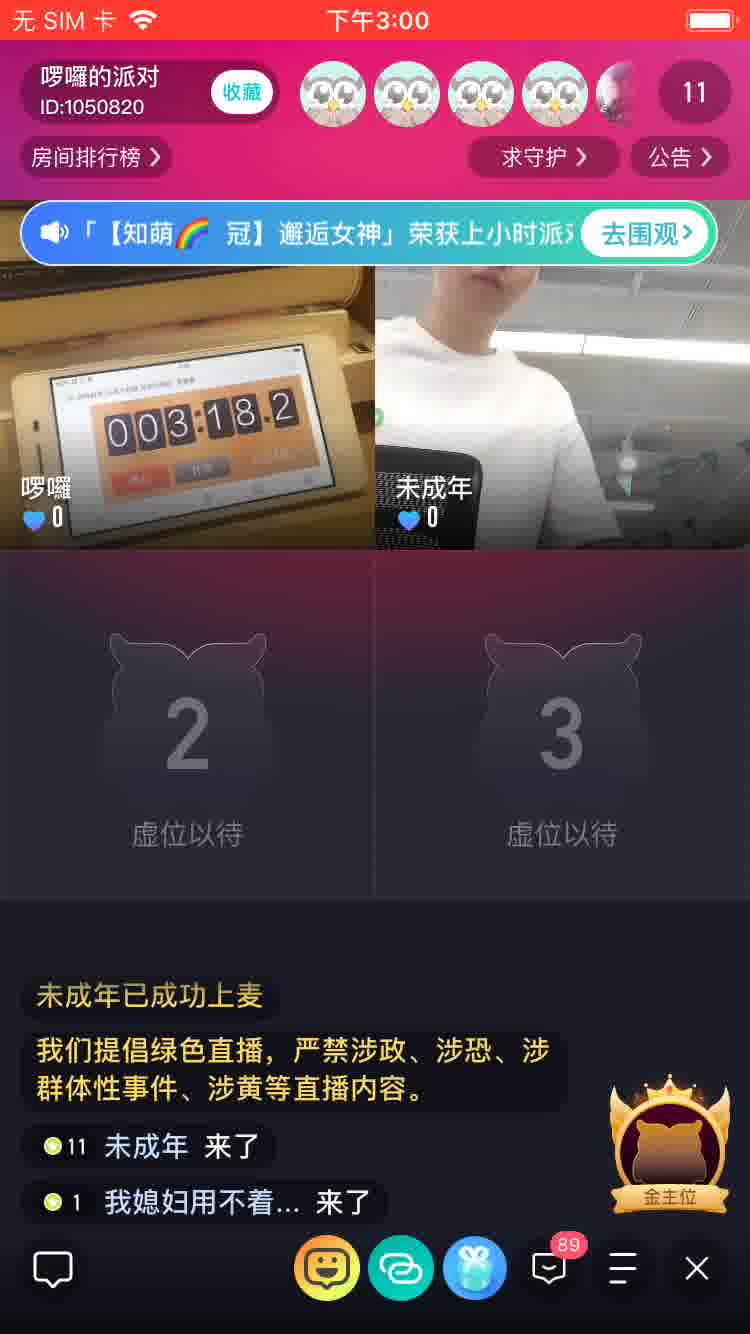 无 SIM 卡
下午3:00
啰囉的派对
ID:1050820
收藏
11
房间排行榜
求守护
公告
「【知萌🌈 冠】邂逅女神」荣获上小时派对
去围观
003:18.2
啰囉
0
未成年
0
2
虚位以待
3
虚位以待
未成年已成功上麦
我们提倡绿色直播，严禁涉政、涉恐、涉
群体性事件、涉黄等直播内容。
11 未成年 来了
1 我媳妇用不着... 来了
金主位
89